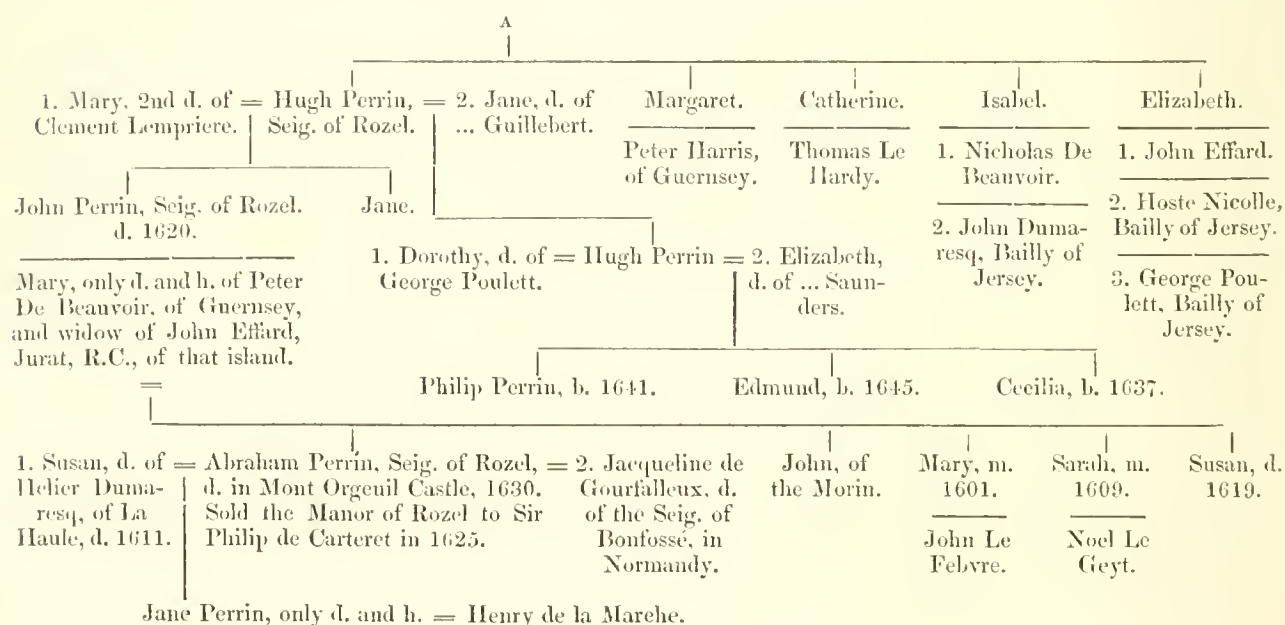 A
1. Mary, 2nd d. of = Hugh Perrin, = 2. Jane, d. of
Clement Lempriere. Seig. of Rozel. ... Guillebert.
Margaret.
Peter Harris,
of Guernsey.
Catherine.
Thomas Le
Hardy.
Isabel.
1. Nicholas De
Beauvoir.
2. John Duma-
resq, Bailly of
Jersey.
Elizabeth.
1. John Effard.
2. Hoste Nicolle,
Bailly of Jersey.
3. George Pou-
lett, Bailly of
Jersey.
John Perrin, Seig. of Rozel.
d. 1620.
Jane.
Mary, only d. and h. of Peter
De Beauvoir, of Guernsey,
and widow of John Effard,
Jurat, R.C., of that island.
=
1. Dorothy, d. of = Hugh Perrin = 2. Elizabeth,
George Poulett. d. of ... Saun-
ders.
Philip Perrin, b. 1641. Edmund, b. 1645. Cecilia, b. 1637.
1. Susan, d. of = Abraham Perrin, Seig. of Rozel, = 2. Jacqueline de
Helier Duma- d. in Mont Orgeuil Castle, 1630. Gourfalleux, d.
resq, of La Sold the Manor of Rozel to Sir of the Seig. of
Haule, d. 1611. Philip de Carteret in 1625. Bonfossé, in
Normandy.
John, of
the Morin.
Mary, m.
1601.
John Le
Febvre.
Sarah, m.
1609.
Noel Le
Geyt.
Susan, d.
1619.
Jane Perrin, only d. and h. = Henry de la Marche.